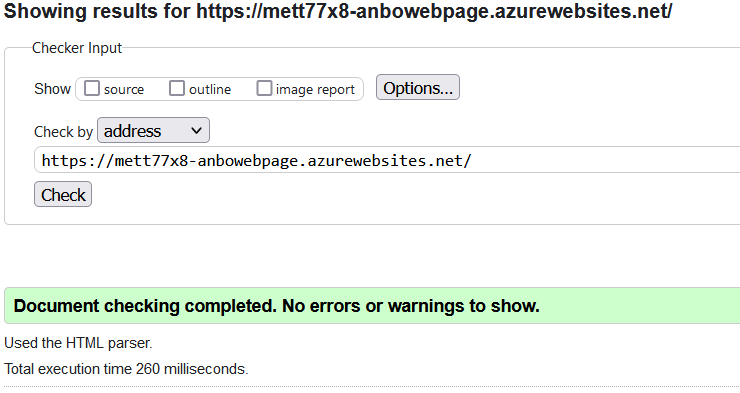 Showing results for https://mett77x8-anbowebpage.azurewebsites.net/
Checker Input
Show source outline image report Options...
Check by address
https://mett77x8-anbowebpage.azurewebsites.net/
Check
Document checking completed. No errors or warnings to show.
Used the HTML parser.
Total execution time 260 milliseconds.